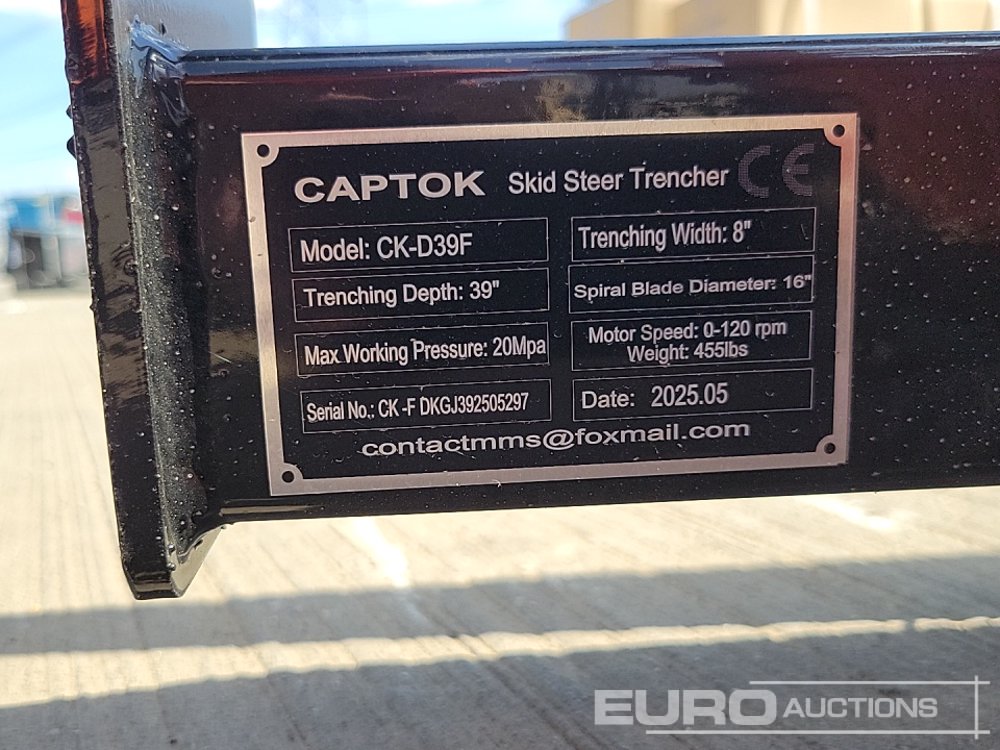 CAPTOK Skid Steer Trencher CE
Model: CK-D39F
Trenching Width: 8"
Trenching Depth: 39"
Spiral Blade Diameter: 16"
Max Working Pressure: 20Mpa
Motor Speed: 0-120 rpm
Weight: 455lbs
Serial No.: CK -F DKGJ392505297
Date: 2025.05
contactmms@foxmail.com
EURO AUCTIONS